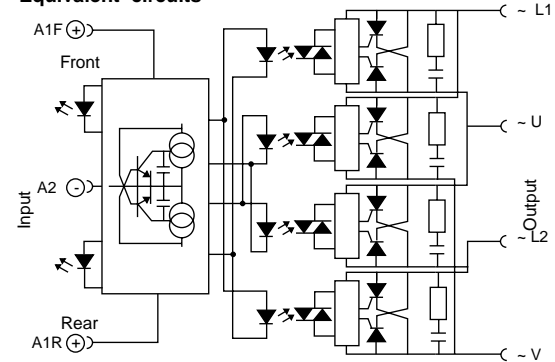 Equivalent circuits
A1F (+)
Front
A2 (-)
Input
Rear
A1R (+)
~ L1
~ U
Output
~ L2
~ V